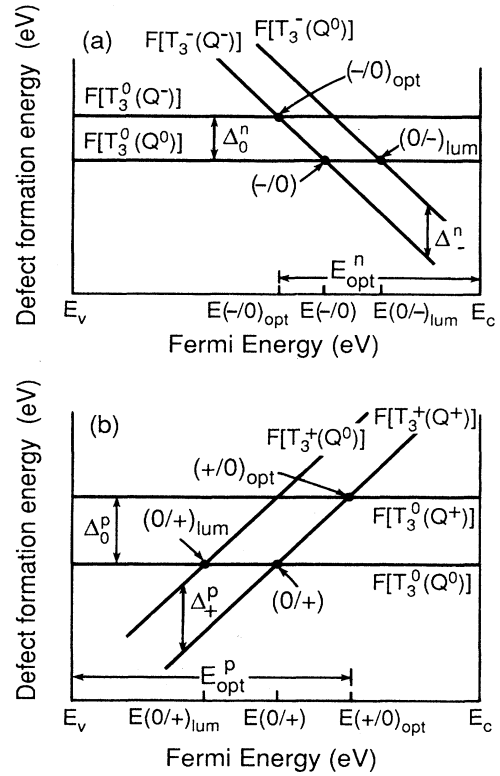 (a)
F[T₃⁻(Q⁻)]
F[T₃⁻(Q⁰)]
(−/0)opt
F[T₃⁰(Q⁻)]
F[T₃⁰(Q⁰)]
Δ₀ⁿ
(0/−)lum
(−/0)
Δ₋ⁿ
Eoptⁿ
Defect formation energy (eV)
Ev
E(−/0)opt
E(−/0)
E(0/−)lum
Ec
Fermi Energy (eV)
(b)
F[T₃⁺(Q⁰)]
F[T₃⁺(Q⁺)]
(+/0)opt
Δ₀ᵖ
(0/+)lum
F[T₃⁰(Q⁺)]
F[T₃⁰(Q⁰)]
Δ₊ᵖ
(0/+)
Eoptᵖ
Defect formation energy (eV)
Ev
E(0/+)lum
E(0/+)
E(+/0)opt
Ec
Fermi Energy (eV)